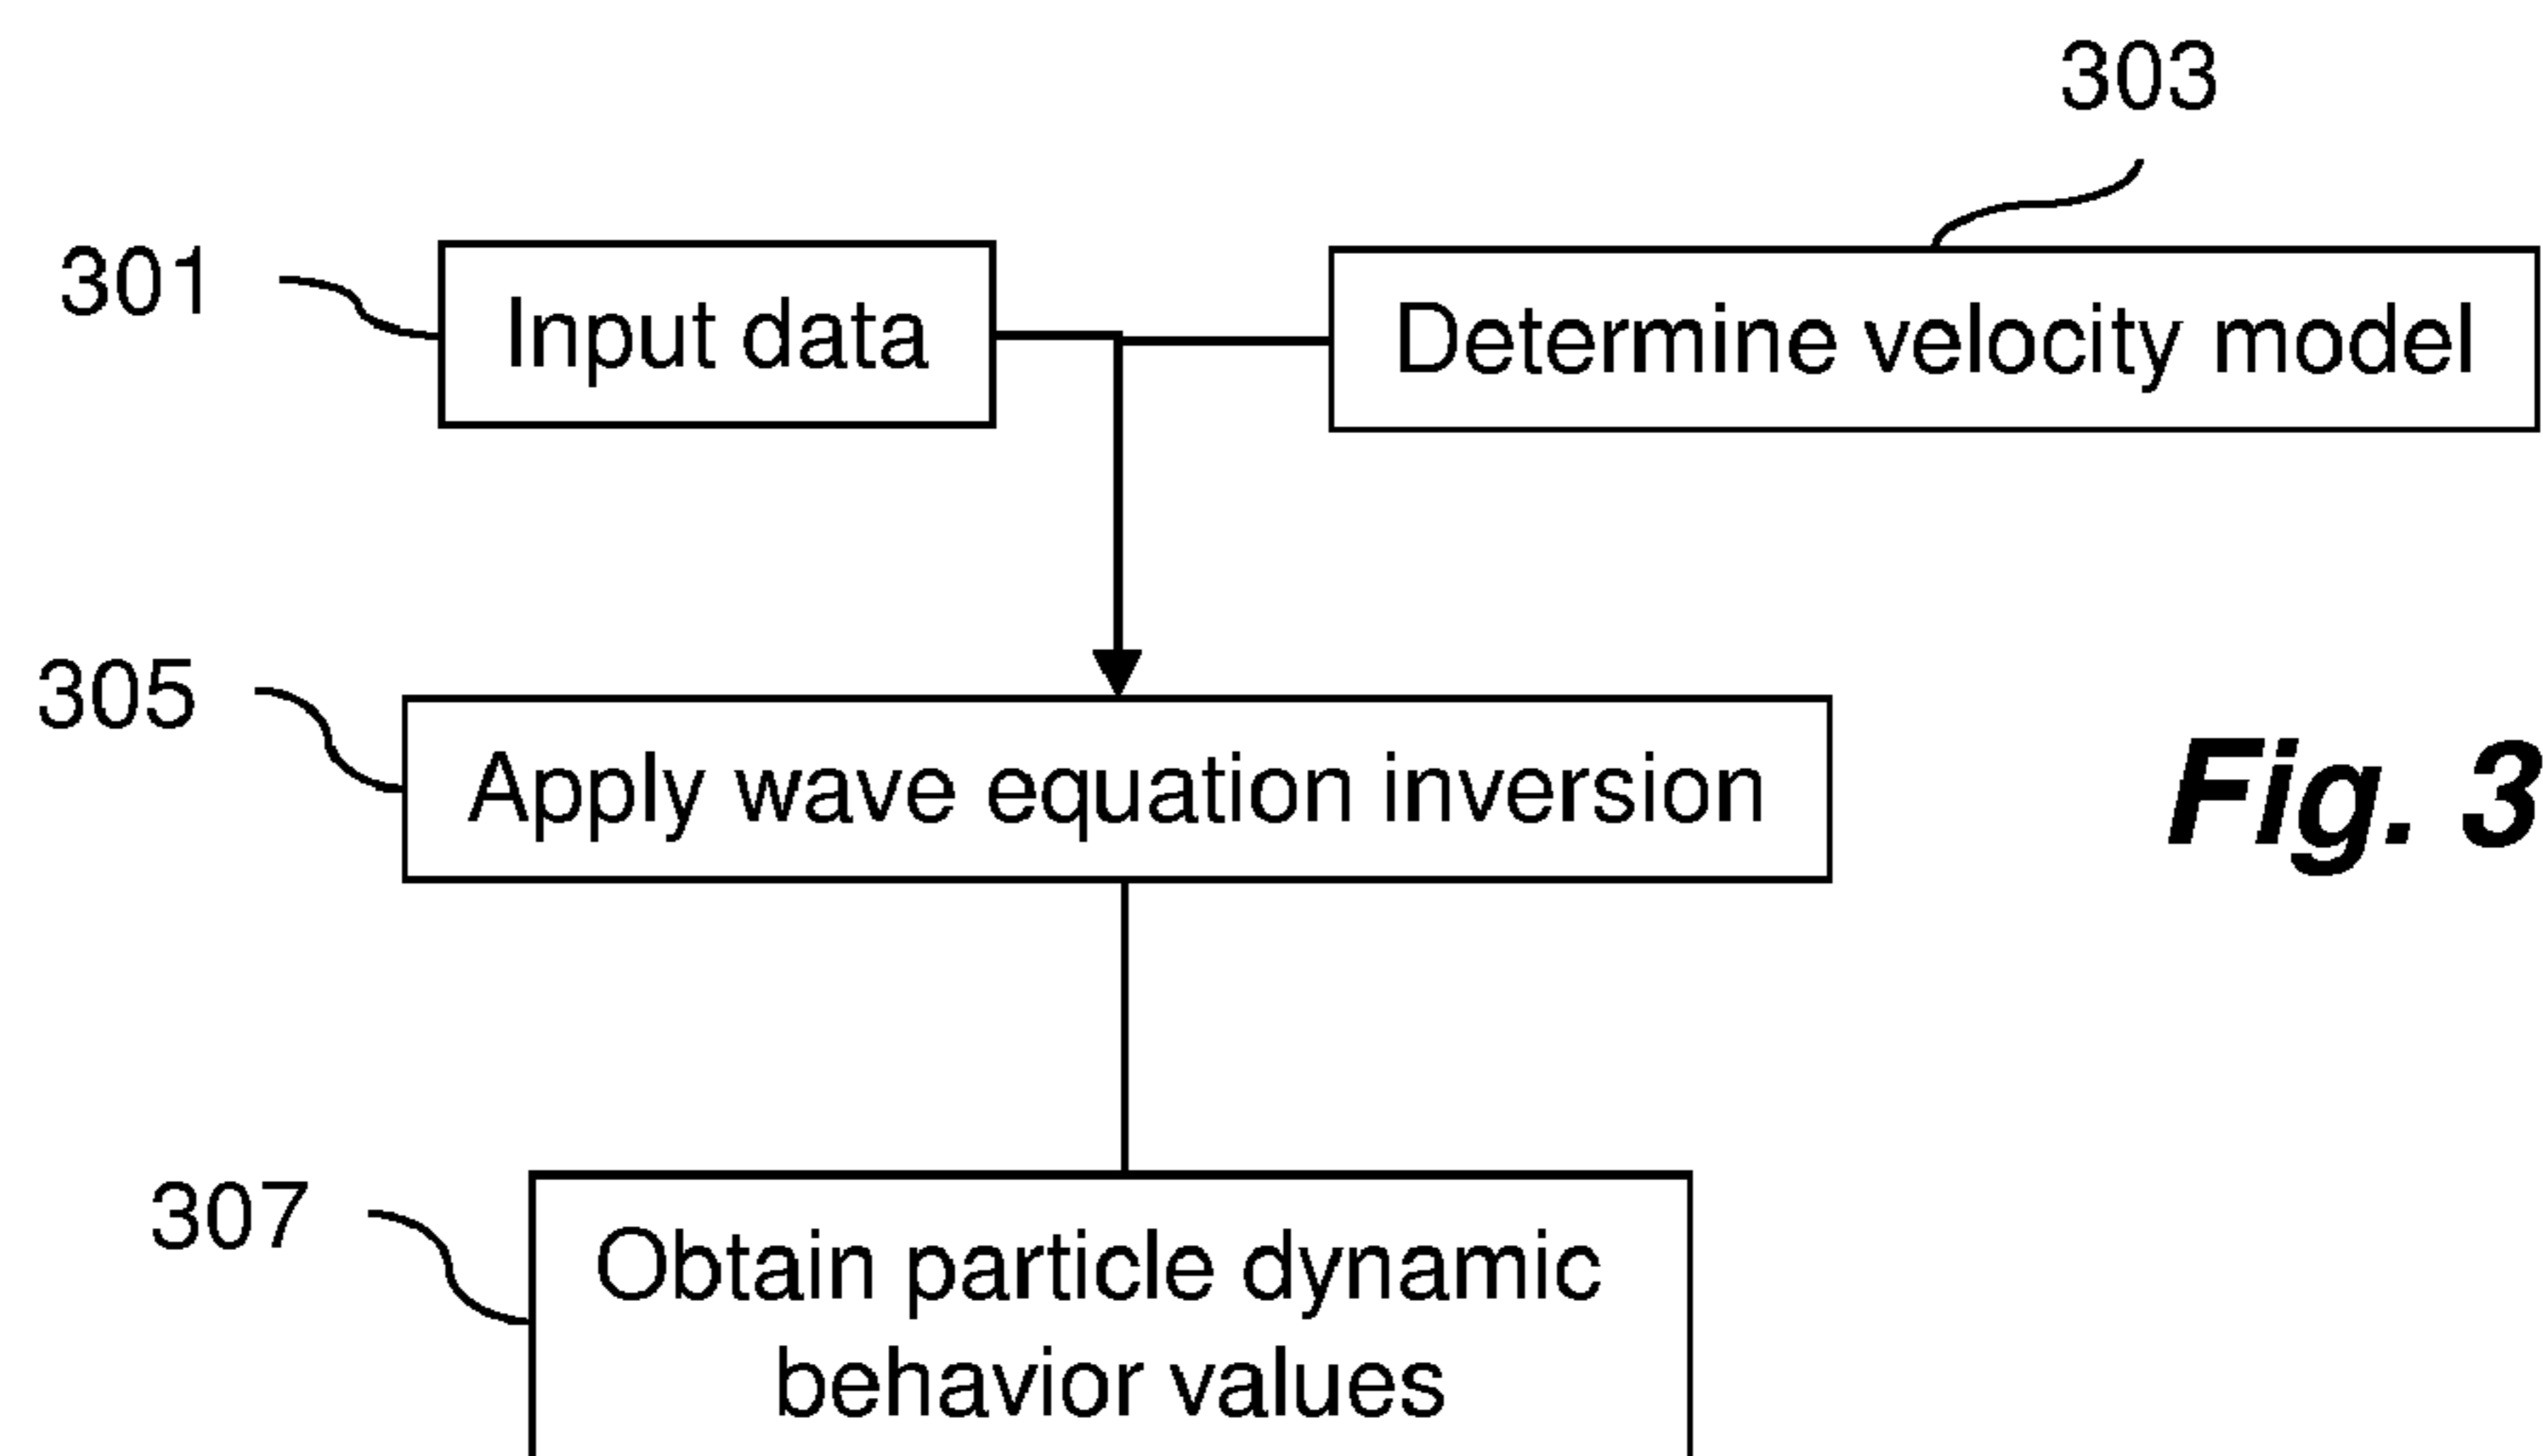 303
301
Input data
Determine velocity model
305
Apply wave equation inversion
Fig. 3
307
Obtain particle dynamic
behavior values